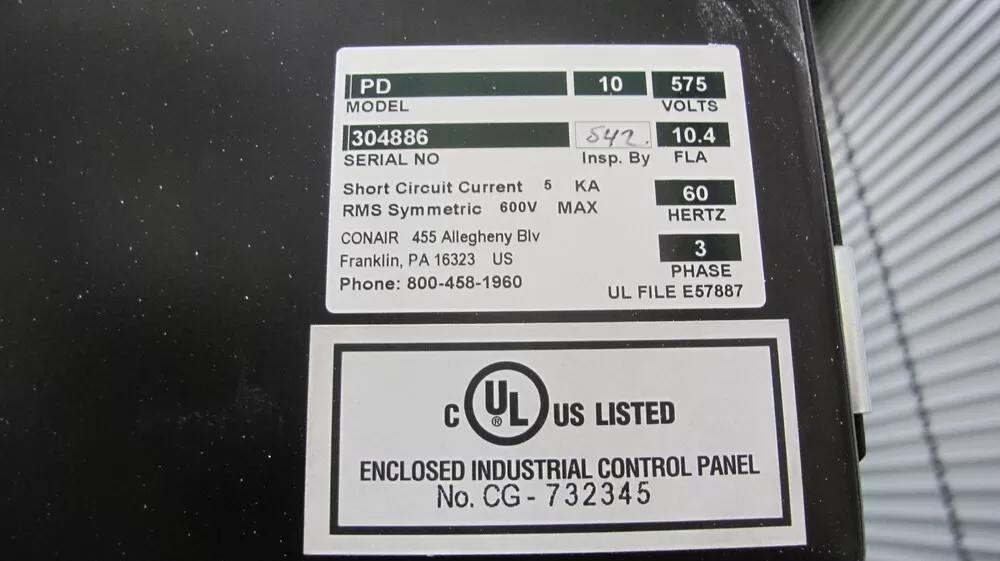 PD 10 575
MODEL VOLTS
304886 542. 10.4
SERIAL NO Insp. By FLA
Short Circuit Current 5 KA 60
RMS Symmetric 600V MAX HERTZ
CONAIR 455 Allegheny Blv 3
Franklin, PA 16323 US PHASE
Phone: 800-458-1960 UL FILE E57887
C UL ® US LISTED
ENCLOSED INDUSTRIAL CONTROL PANEL
No. CG - 732345